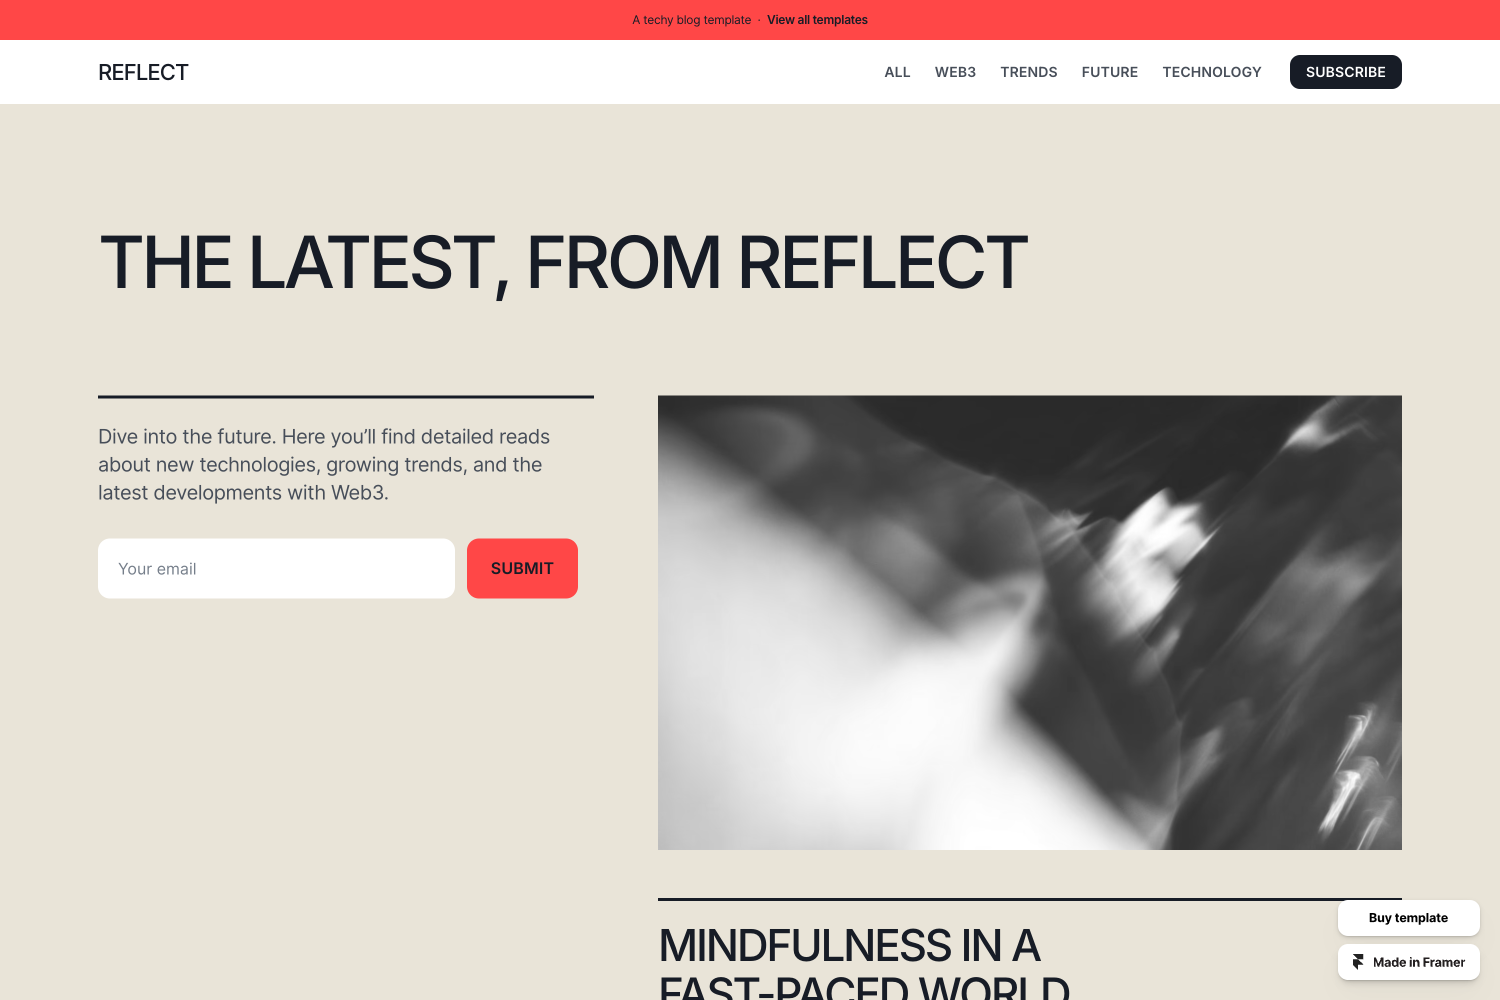 A techy blog template · View all templates
REFLECT
ALL WEB3 TRENDS FUTURE TECHNOLOGY SUBSCRIBE
THE LATEST, FROM REFLECT
Dive into the future. Here you’ll find detailed reads
about new technologies, growing trends, and the
latest developments with Web3.
Your email
SUBMIT
MINDFULNESS IN A
FAST-PACED WORLD
Buy template
Made in Framer